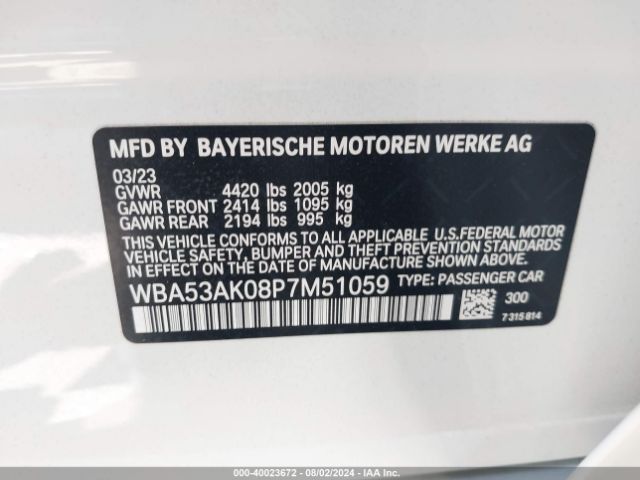 MFD BY BAYERISCHE MOTOREN WERKE AG
03/23
GVWR 4420 lbs 2005 kg
GAWR FRONT 2414 lbs 1095 kg
GAWR REAR 2194 lbs 995 kg
THIS VEHICLE CONFORMS TO ALL APPLICABLE U.S.FEDERAL MOTOR
VEHICLE SAFETY, BUMPER AND THEFT PREVENTION STANDARDS
IN EFFECT ON THE DATE OF MANUFACTURE SHOWN ABOVE.
WBA53AK08P7M51059 TYPE: PASSENGER CAR
300
7315814
000-40023672 - 08/02/2024 - IAA Inc.